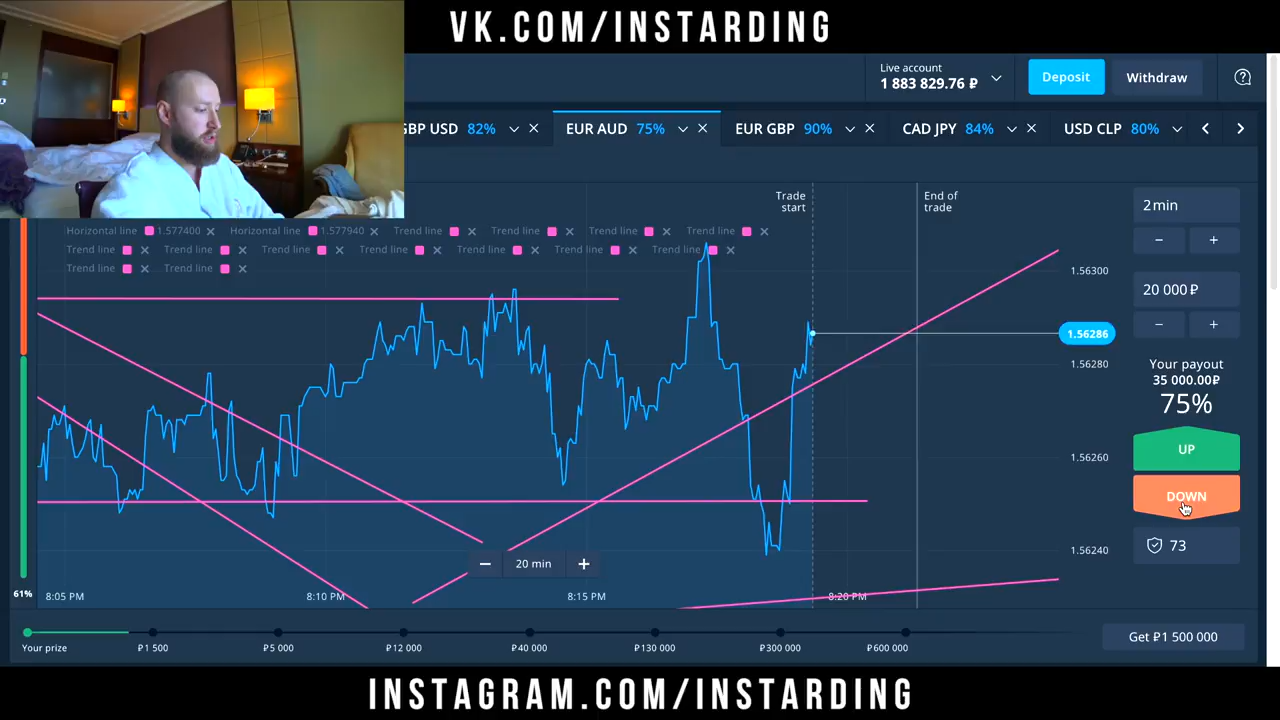 VK.COM/INSTARDING
Live account
1 883 829.76 ₽
Deposit
Withdraw
GBP USD 82%
EUR AUD 75%
EUR GBP 90%
CAD JPY 84%
USD CLP 80%
Trade start
End of trade
2 min
Horizontal line 1.577400 Horizontal line 1.577940 Trend line Trend line Trend line Trend line
Trend line Trend line Trend line Trend line Trend line Trend line Trend line
Trend line Trend line
1.56300
20 000 ₽
1.56286
1.56280
Your payout
35 000.00₽
75%
UP
1.56260
DOWN
73
1.56240
20 min
61%
8:05 PM 8:10 PM 8:15 PM 8:20 PM
Get ₽1 500 000
Your prize ₽1 500 ₽5 000 ₽12 000 ₽40 000 ₽130 000 ₽300 000 ₽600 000
INSTAGRAM.COM/INSTARDING